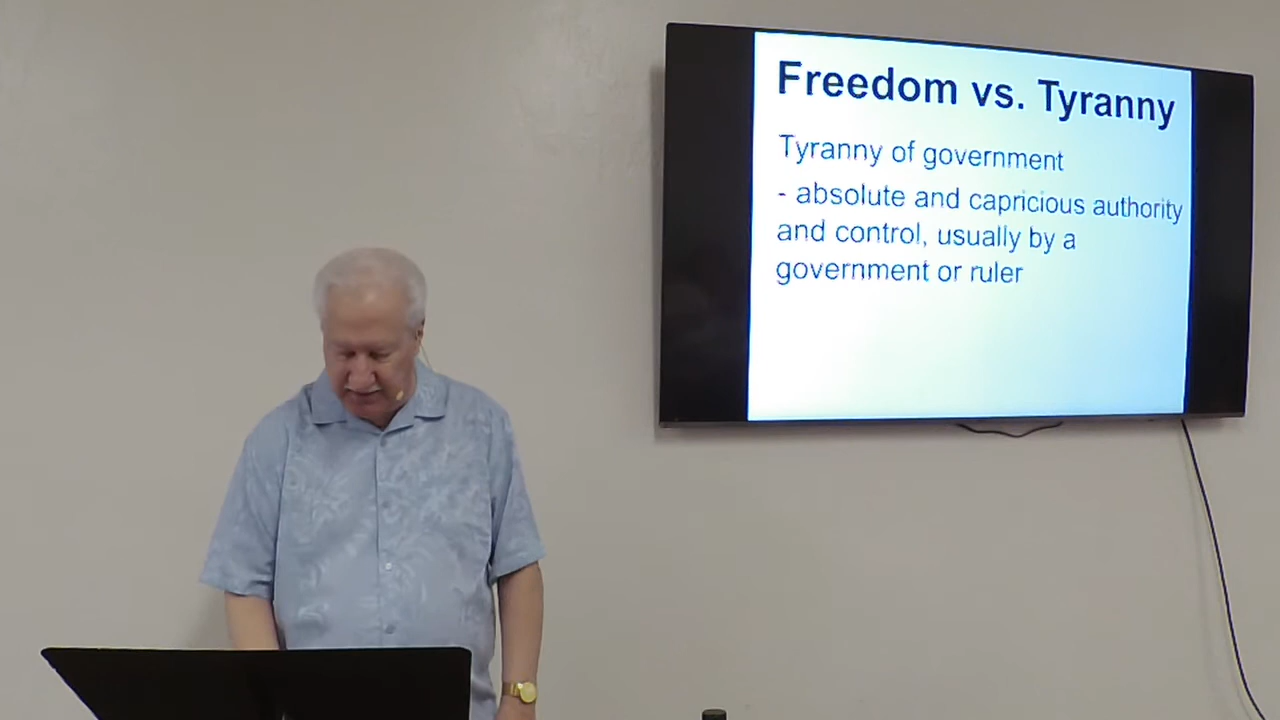 Freedom vs. Tyranny
Tyranny of government
- absolute and capricious authority
and control, usually by a
government or ruler